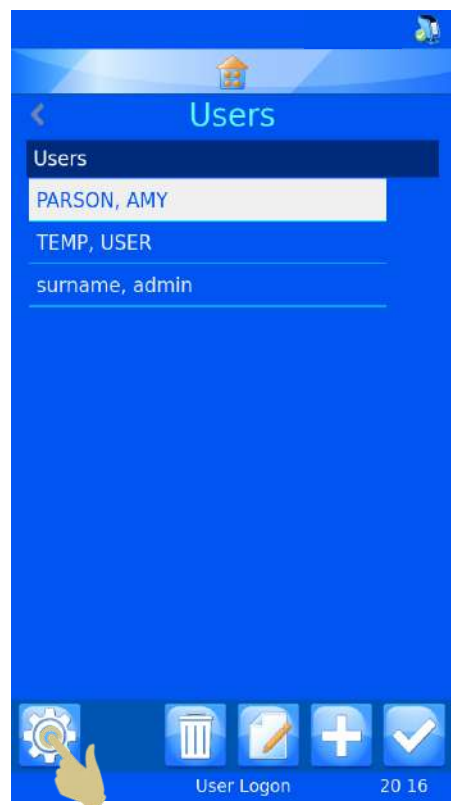 Users
Users
PARSON, AMY
TEMP, USER
surname, admin
User Logon
20 16